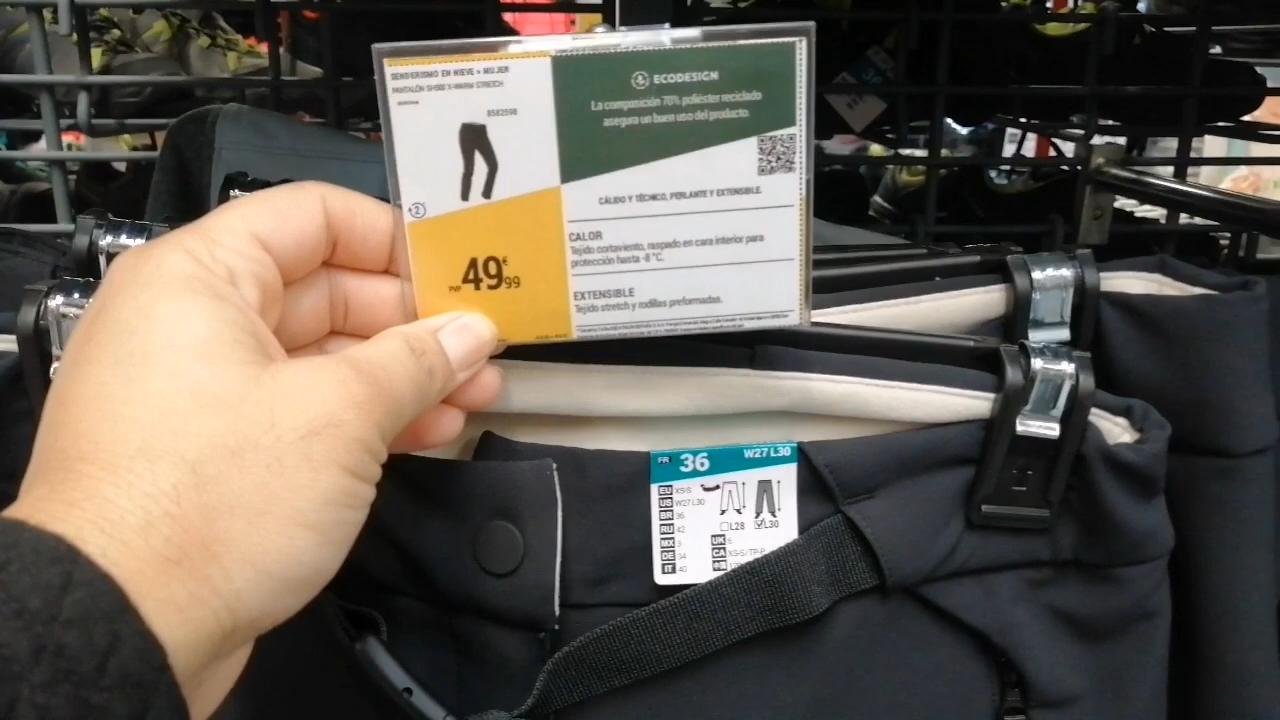 SENDERISMO EN NIEVE > MUJER
PANTALÓN SH500 X-WARM STRETCH
8582598
2
PVP 49€99
ECODESIGN
La composición 70% poliéster reciclado
asegura un buen uso del producto.
CÁLIDO Y TÉCNICO, PERLANTE Y EXTENSIBLE.
CALOR
Tejido cortaviento, raspado en cara interior para
protección hasta -8 °C.
EXTENSIBLE
Tejido stretch y rodillas preformadas.
FR 36 W27 L30
EU XS-S
US W27 L30
BR 36
RU 42
MX 3
DE 34
IT 40
L28 L30
UK 6
CA XS-S/TP-P